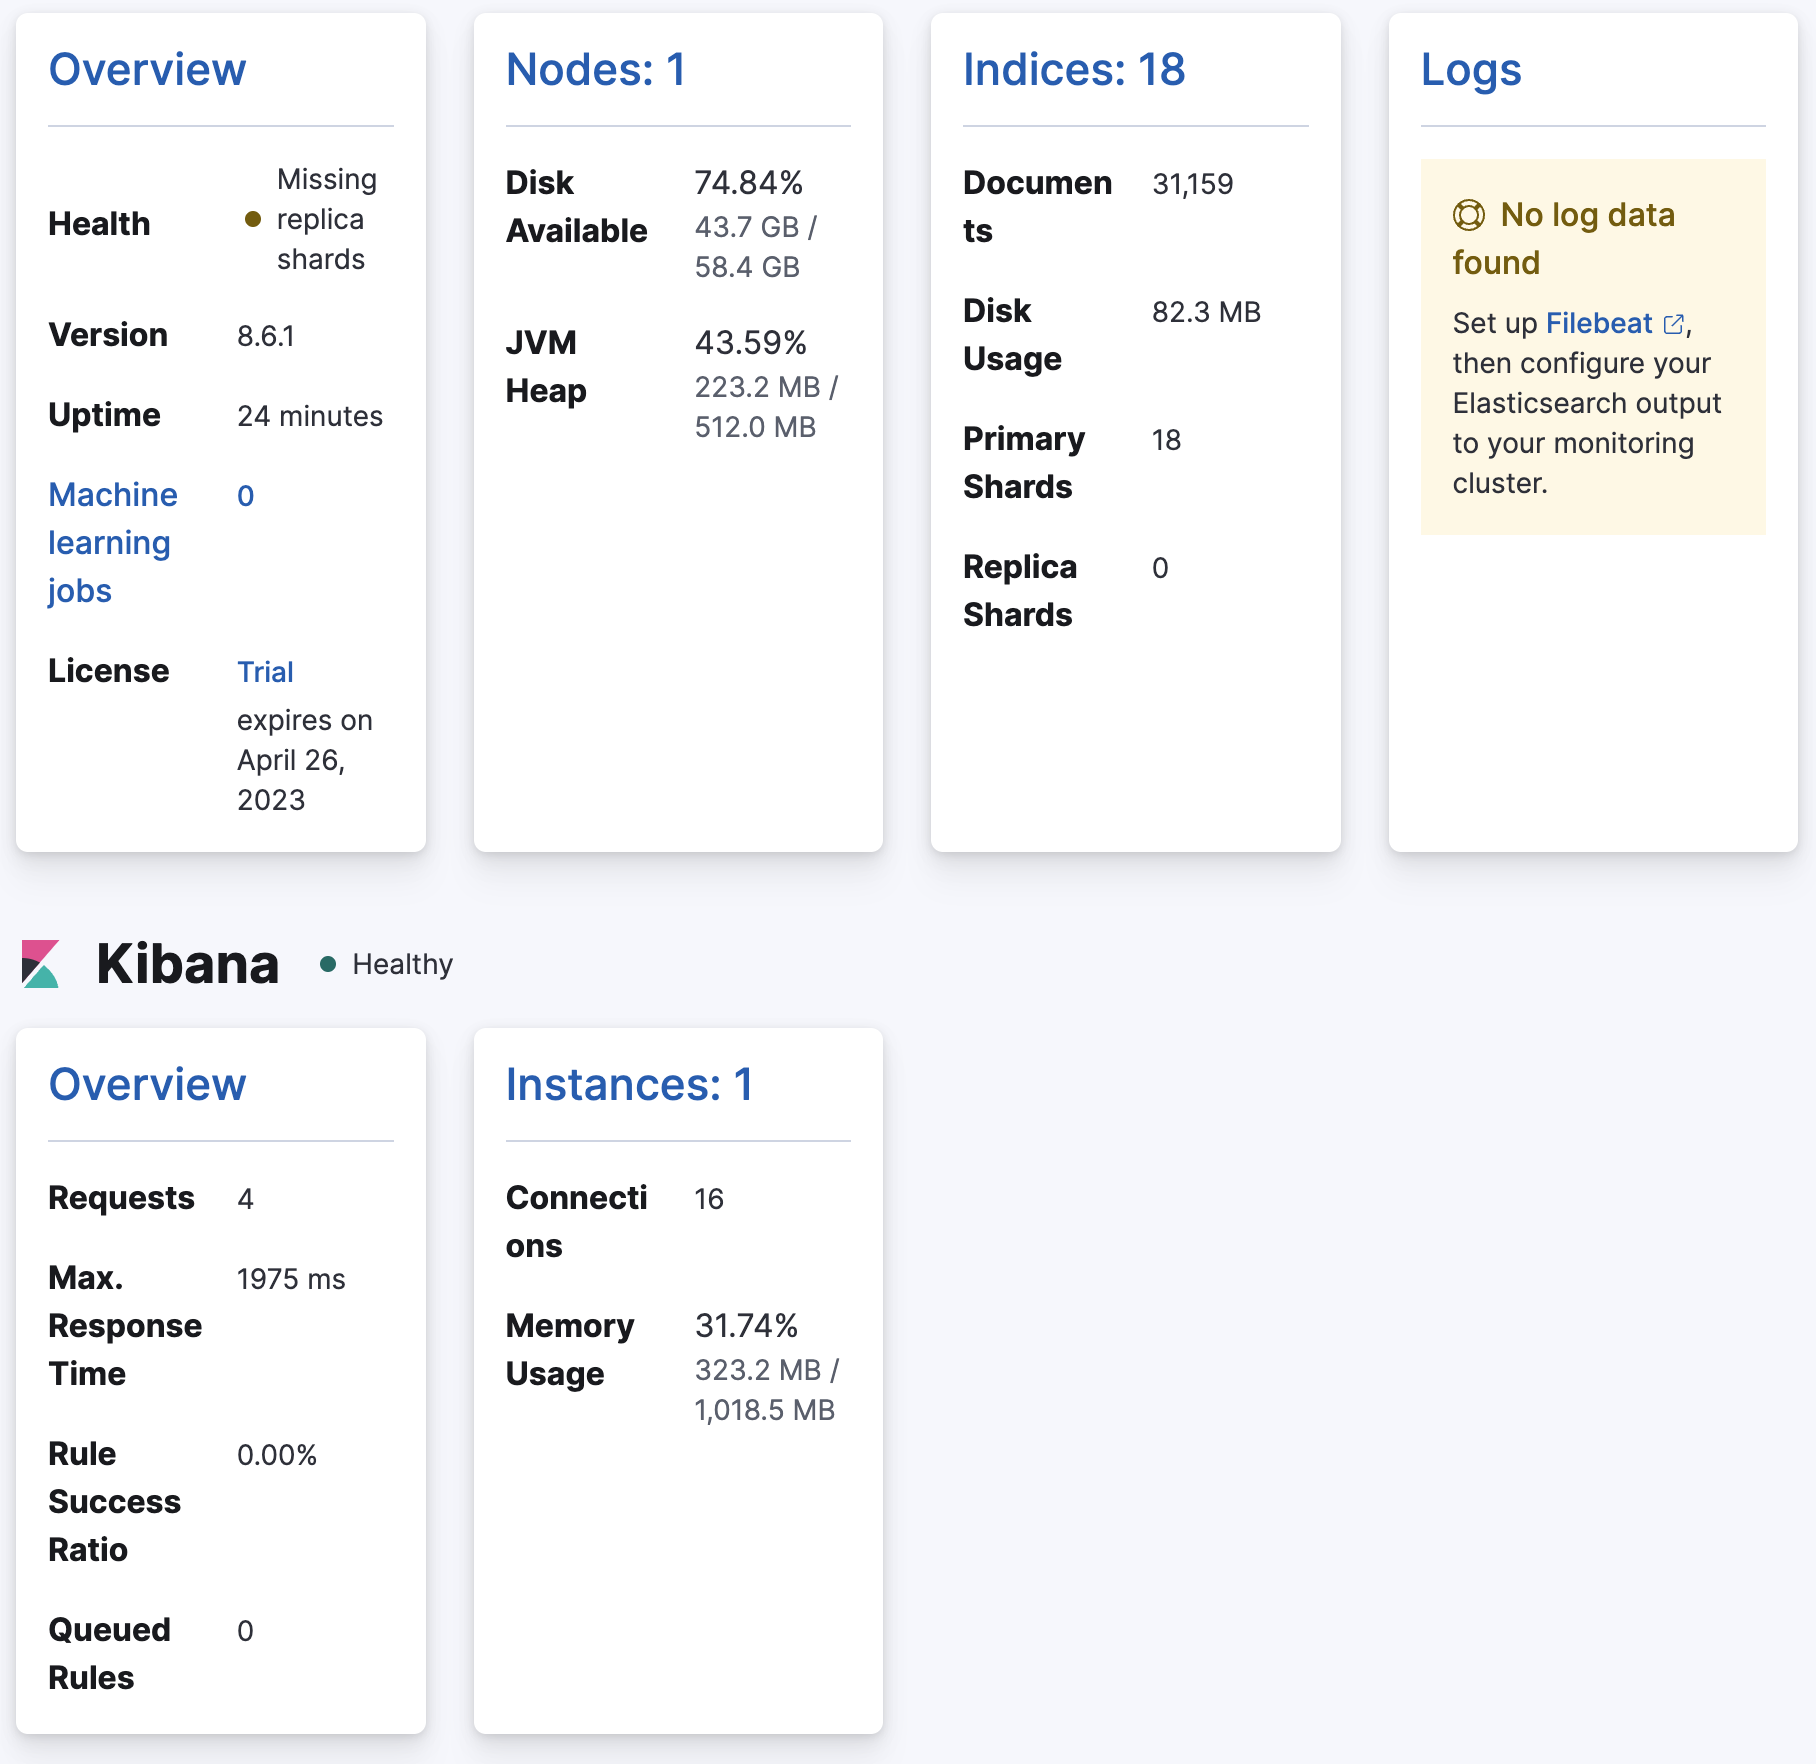 Overview
Health
Missing
replica
shards
Version 8.6.1
Uptime 24 minutes
Machine 0
learning
jobs
License Trial
expires on
April 26,
2023
Nodes: 1
Disk 74.84%
Available 43.7 GB /
58.4 GB
JVM 43.59%
Heap 223.2 MB /
512.0 MB
Indices: 18
Documen 31,159
ts
Disk 82.3 MB
Usage
Primary 18
Shards
Replica 0
Shards
Logs
No log data
found
Set up Filebeat ,
then configure your
Elasticsearch output
to your monitoring
cluster.
Kibana Healthy
Overview
Requests 4
Max. 1975 ms
Response
Time
Rule 0.00%
Success
Ratio
Queued 0
Rules
Instances: 1
Connecti 16
ons
Memory 31.74%
Usage 323.2 MB /
1,018.5 MB